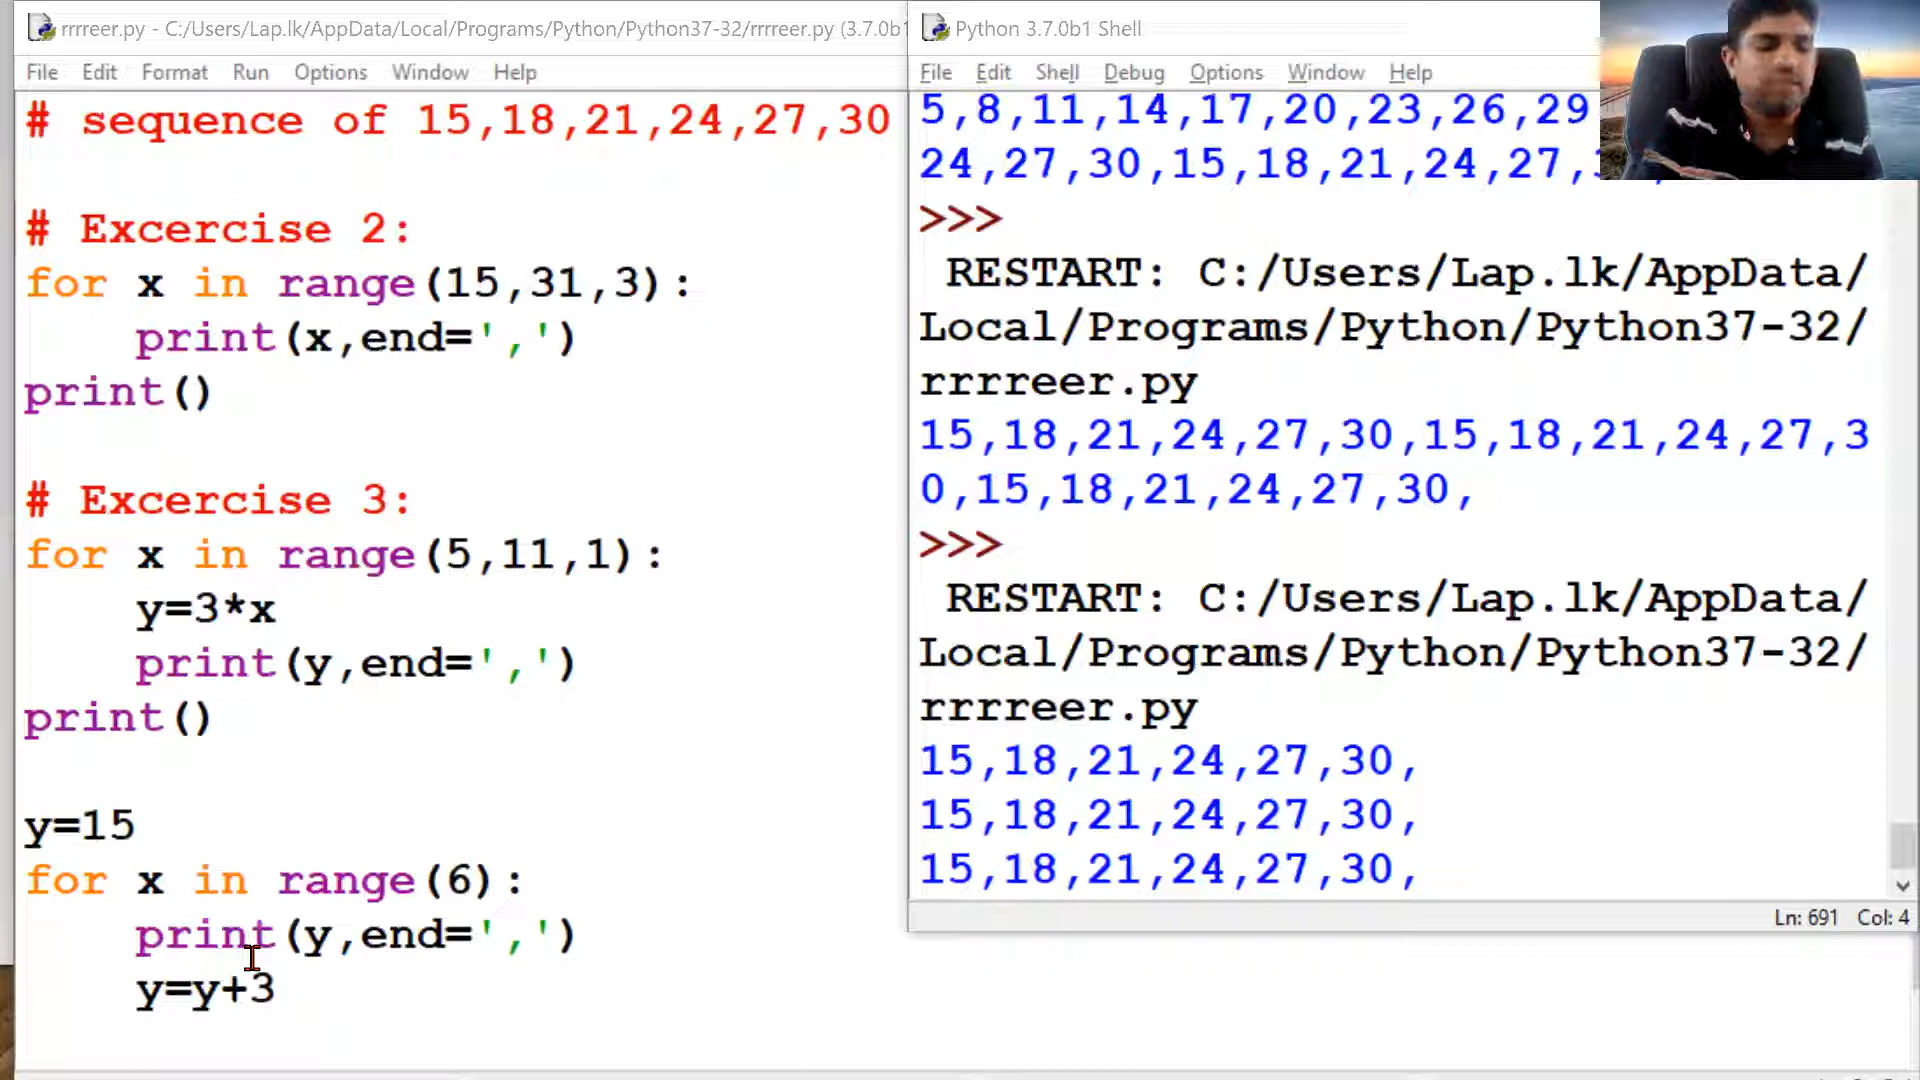 rrrreer.py - C:/Users/Lap.lk/AppData/Local/Programs/Python/Python37-32/rrrreer.py (3.7.0b1
File Edit Format Run Options Window Help
# sequence of 15,18,21,24,27,30
# Excercise 2:
for x in range(15,31,3):
    print(x,end=',')
print()
# Excercise 3:
for x in range(5,11,1):
    y=3*x
    print(y,end=',')
print()
y=15
for x in range(6):
    print(y,end=',')
    y=y+3
Python 3.7.0b1 Shell
File Edit Shell Debug Options Window Help
5,8,11,14,17,20,23,26,29
24,27,30,15,18,21,24,27,
>>>
 RESTART: C:/Users/Lap.lk/AppData/
Local/Programs/Python/Python37-32/
rrrreer.py
15,18,21,24,27,30,15,18,21,24,27,3
0,15,18,21,24,27,30,
>>>
 RESTART: C:/Users/Lap.lk/AppData/
Local/Programs/Python/Python37-32/
rrrreer.py
15,18,21,24,27,30,
15,18,21,24,27,30,
15,18,21,24,27,30,
Ln: 691 Col: 4